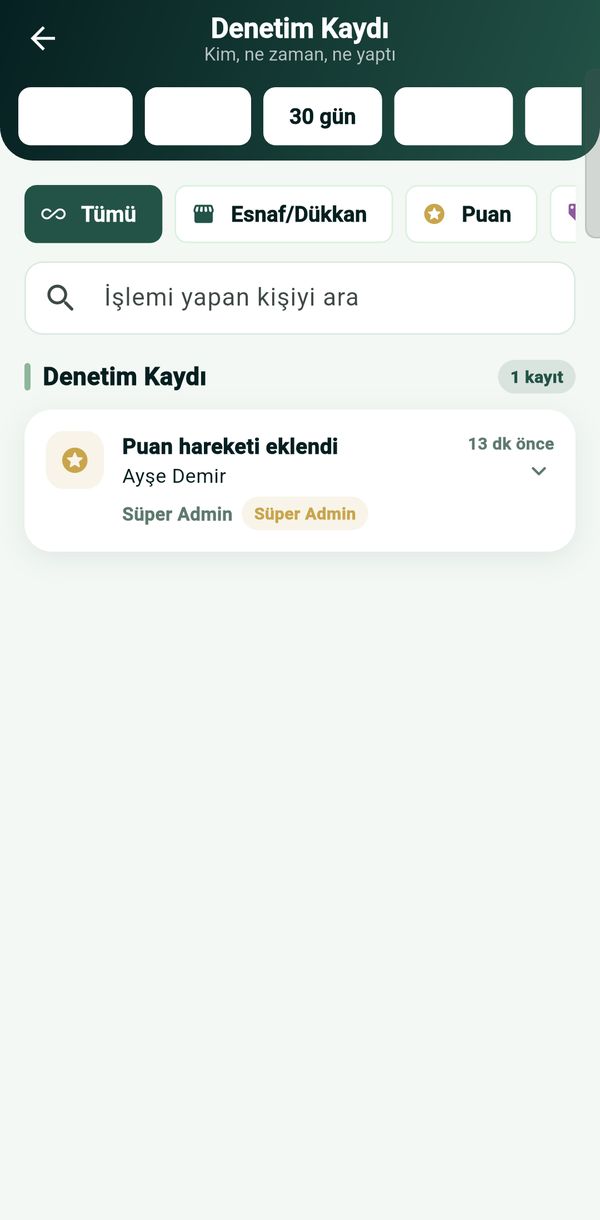 Denetim Kaydı
Kim, ne zaman, ne yaptı
30 gün
Tümü
Esnaf/Dükkan
Puan
İşlemi yapan kişiyi ara
Denetim Kaydı
1 kayıt
Puan hareketi eklendi
13 dk önce
Ayşe Demir
Süper Admin
Süper Admin